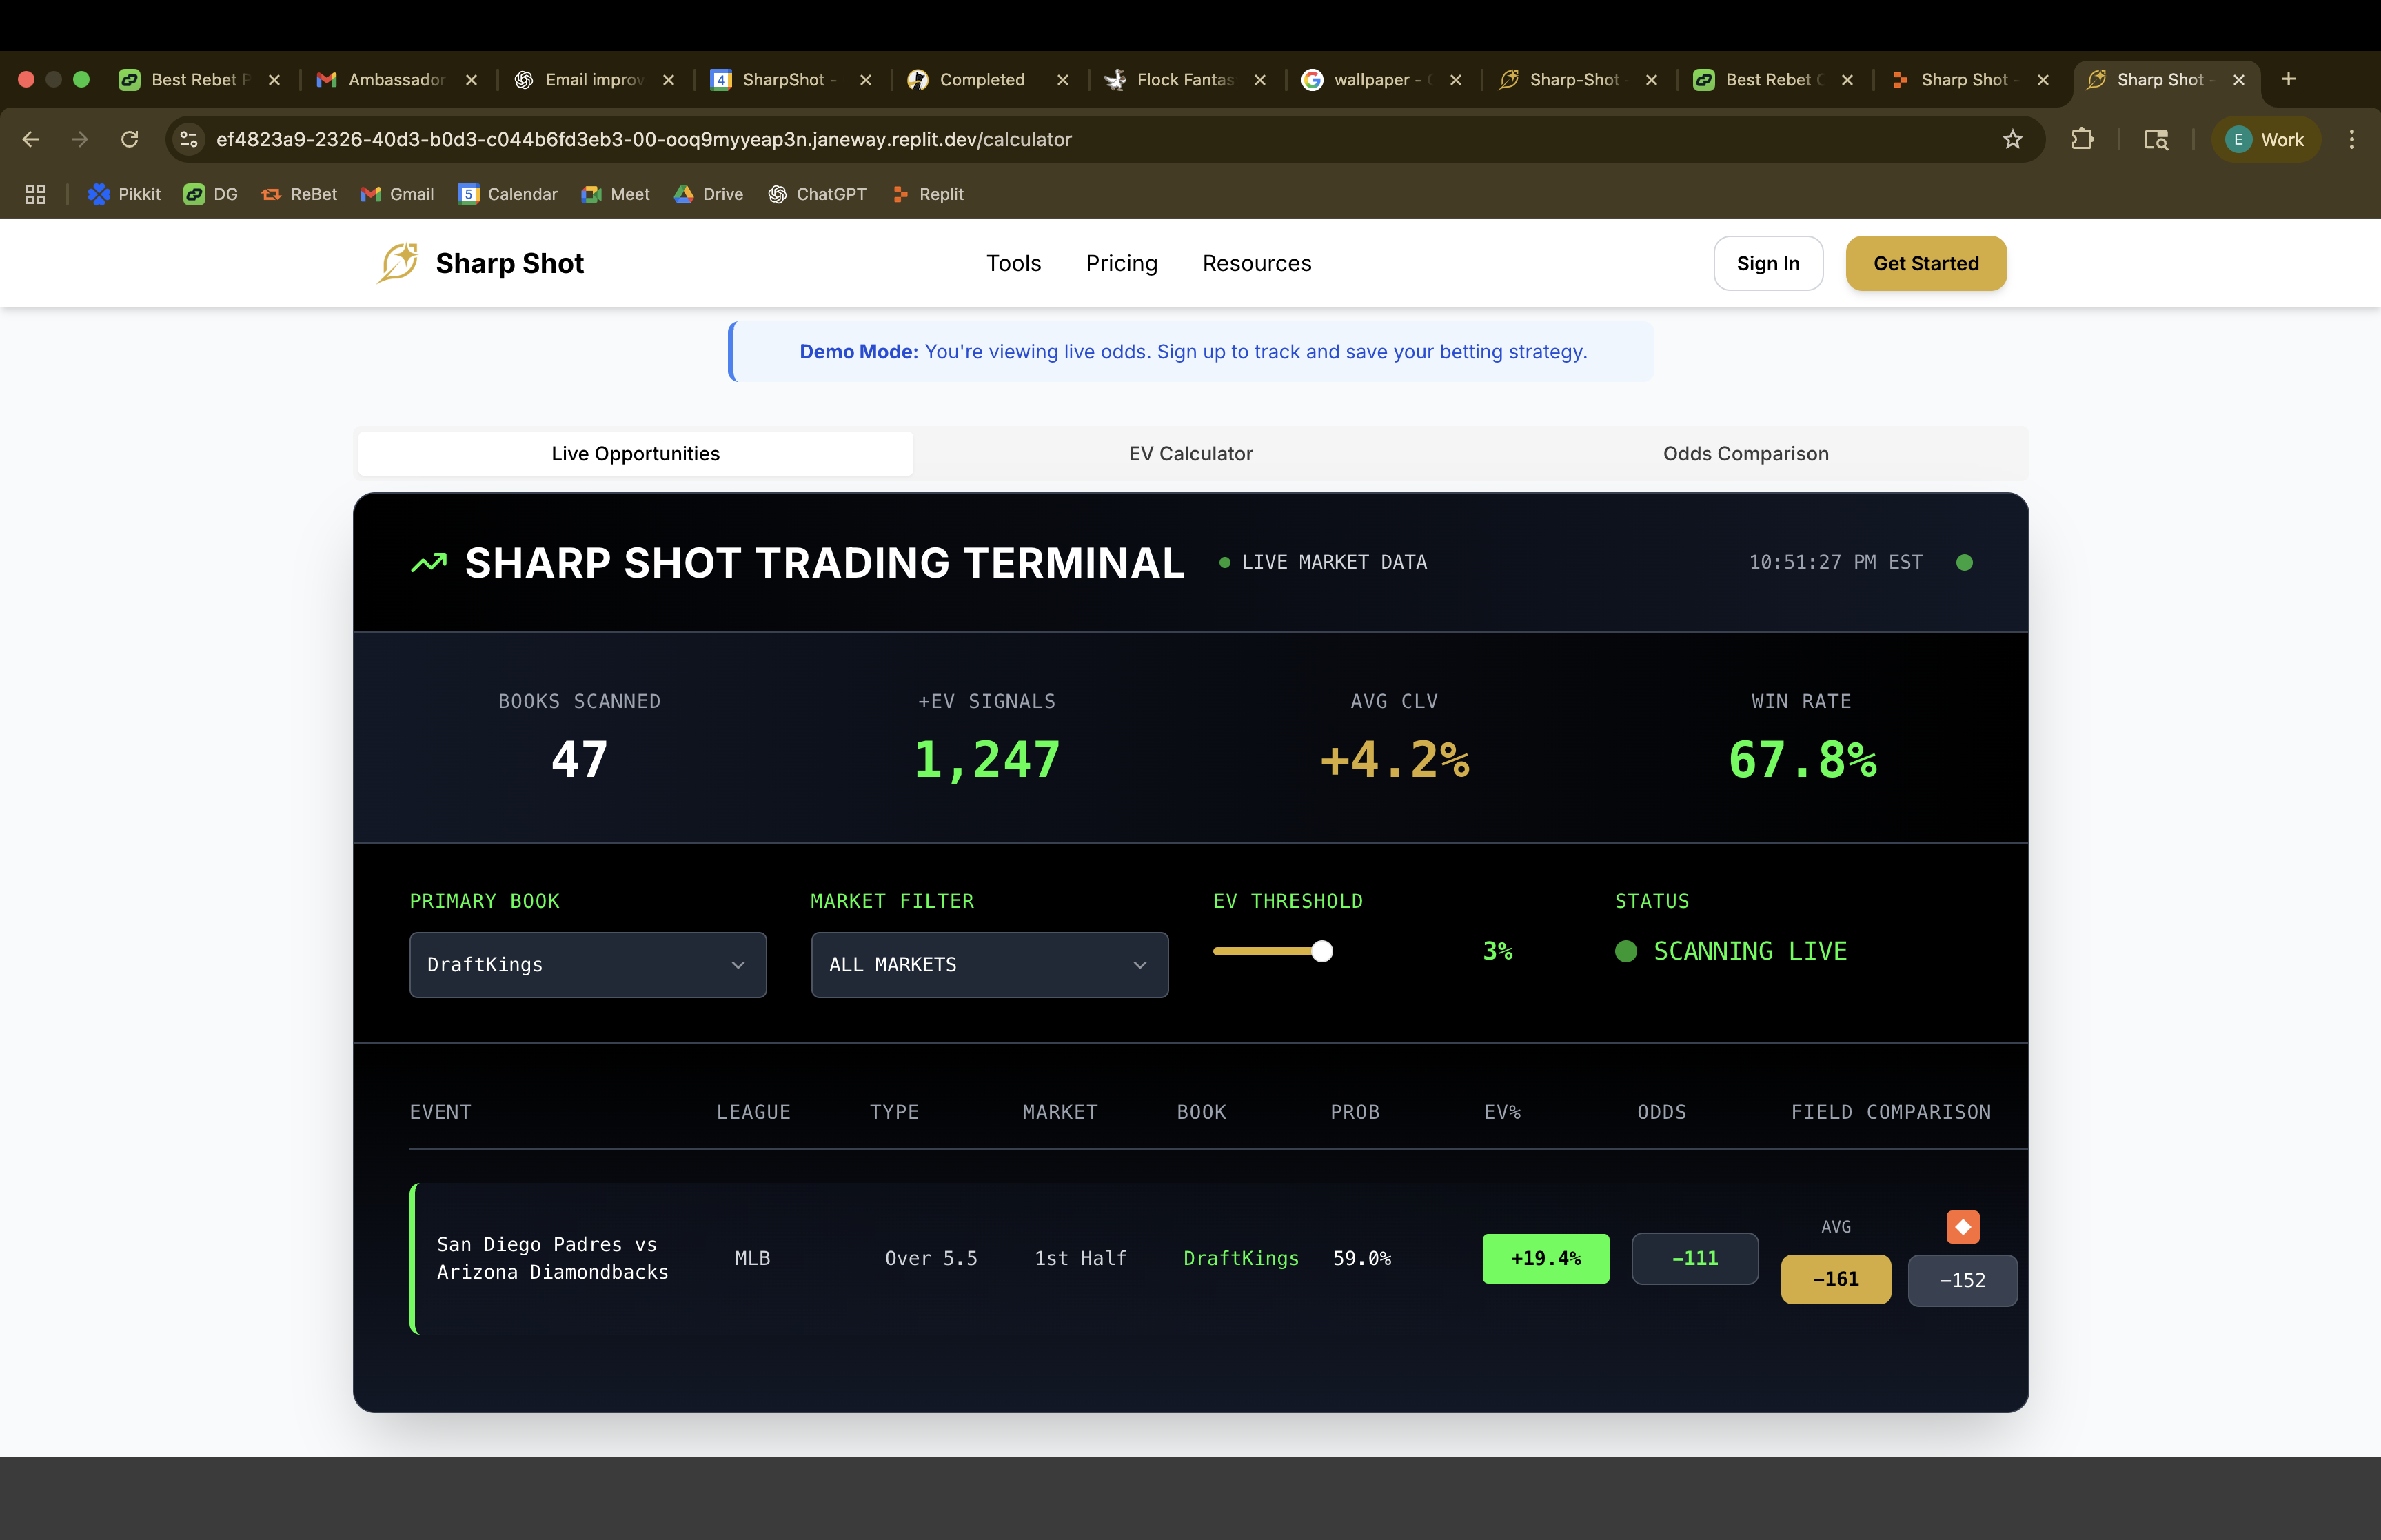 Best Rebet P
Ambassador
Email improv
SharpShot -
Completed
Flock Fantas
wallpaper -
Sharp-Shot
Best Rebet
Sharp Shot -
Sharp Shot -
ef4823a9-2326-40d3-b0d3-c044b6fd3eb3-00-ooq9myyeap3n.janeway.replit.dev/calculator
E Work
Pikkit
DG
ReBet
Gmail
Calendar
Meet
Drive
ChatGPT
Replit
Sharp Shot
Tools
Pricing
Resources
Sign In
Get Started
Demo Mode: You're viewing live odds. Sign up to track and save your betting strategy.
Live Opportunities
EV Calculator
Odds Comparison
SHARP SHOT TRADING TERMINAL
LIVE MARKET DATA
10:51:27 PM EST
BOOKS SCANNED
47
+EV SIGNALS
1,247
AVG CLV
+4.2%
WIN RATE
67.8%
PRIMARY BOOK
DraftKings
MARKET FILTER
ALL MARKETS
EV THRESHOLD
3%
STATUS
SCANNING LIVE
EVENT LEAGUE TYPE MARKET BOOK PROB EV% ODDS FIELD COMPARISON
San Diego Padres vs
Arizona Diamondbacks
MLB
Over 5.5
1st Half
DraftKings
59.0%
+19.4%
-111
AVG
-161
-152